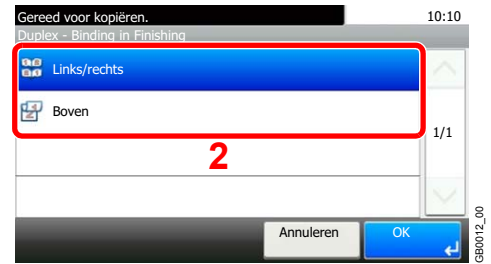 Gereed voor kopiëren. 10:10
Duplex - Binding in Finishing
Links/rechts
Boven
1/1
2
Annuleren OK
GB0012_00